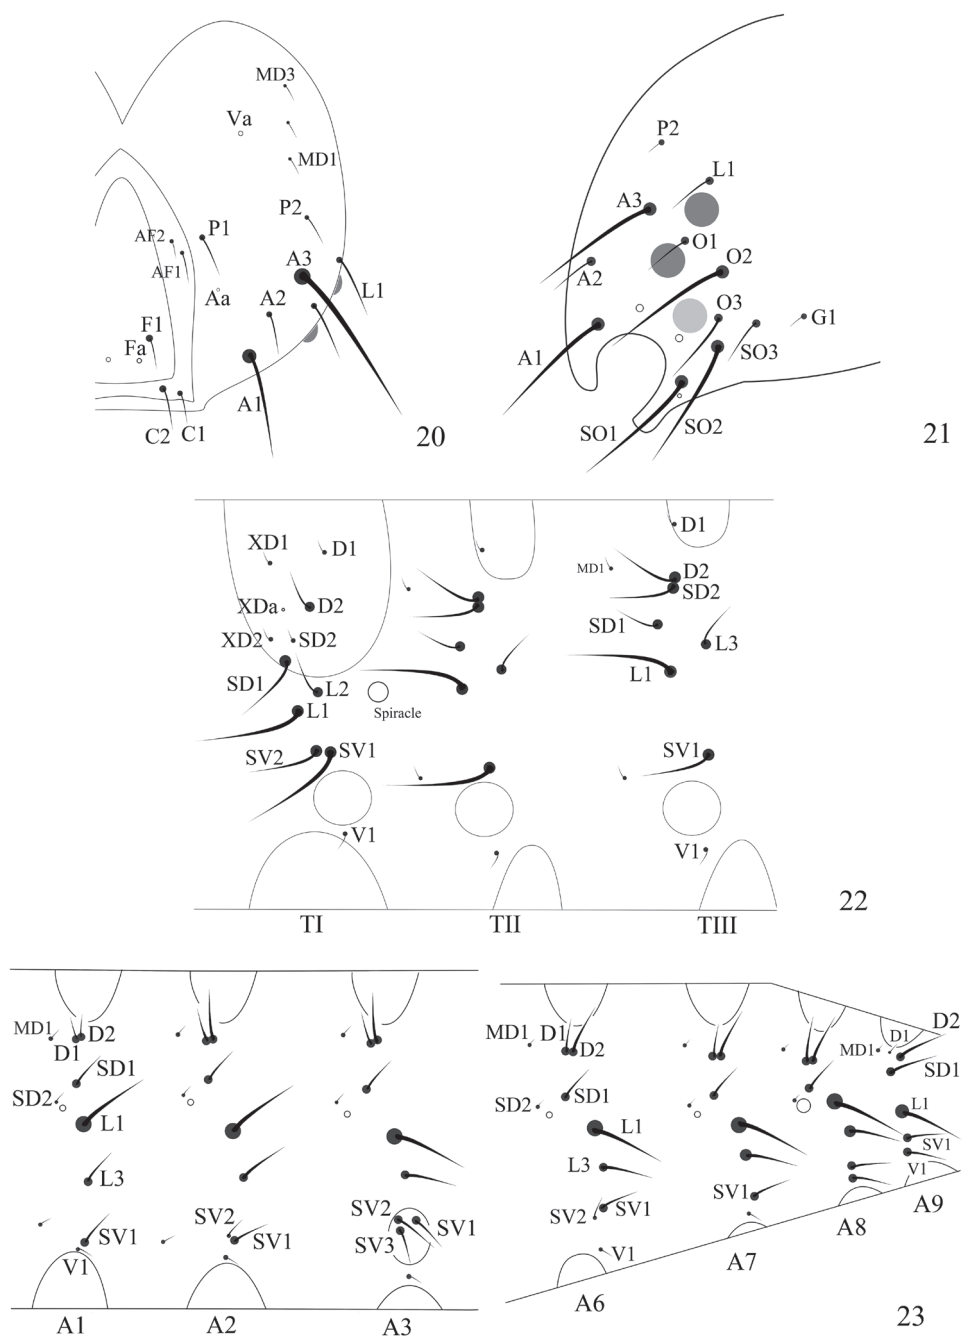 MD3
Va
MD1
P2
P1
AF2
AF1
A3
Aa
A2
L1
F1
Fa
A1
C2 C1
20
P2
L1
A3
O1
O2
A2
O3
G1
A1
SO3
SO1
SO2
21
XD1
D1
XDa
D2
XD2
SD2
SD1
L2
L1
Spiracle
SV2
SV1
V1
D1
MD1
D2
SD2
SD1
L3
L1
SV1
V1
22
TI
TII
TIII
MD1
D2
D1
SD1
SD2
L1
L3
SV1
V1
SV2
SV1
SV2
SV1
SV3
A1
A2
A3
MD1
D1
D2
SD1
SD2
L1
L3
SV2
SV1
V1
SV1
D2
D1
MD1
SD1
L1
SV1
V1
A6
A7
A8
A9
23